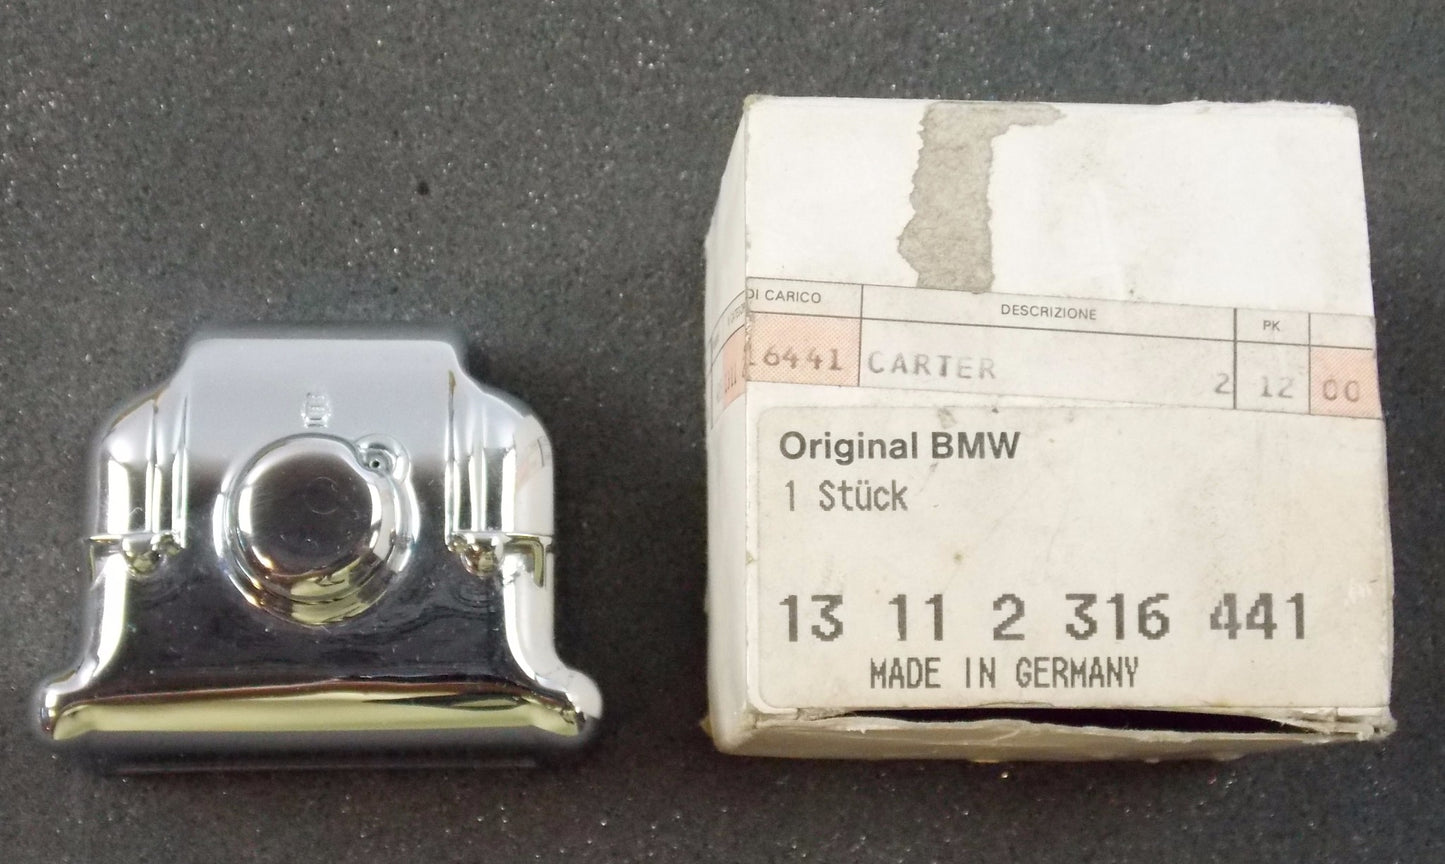 DI CARICO DESCRIZIONE PK
16441 CARTER 2 12 00
Original BMW
1 Stück
13 11 2 316 441
MADE IN GERMANY